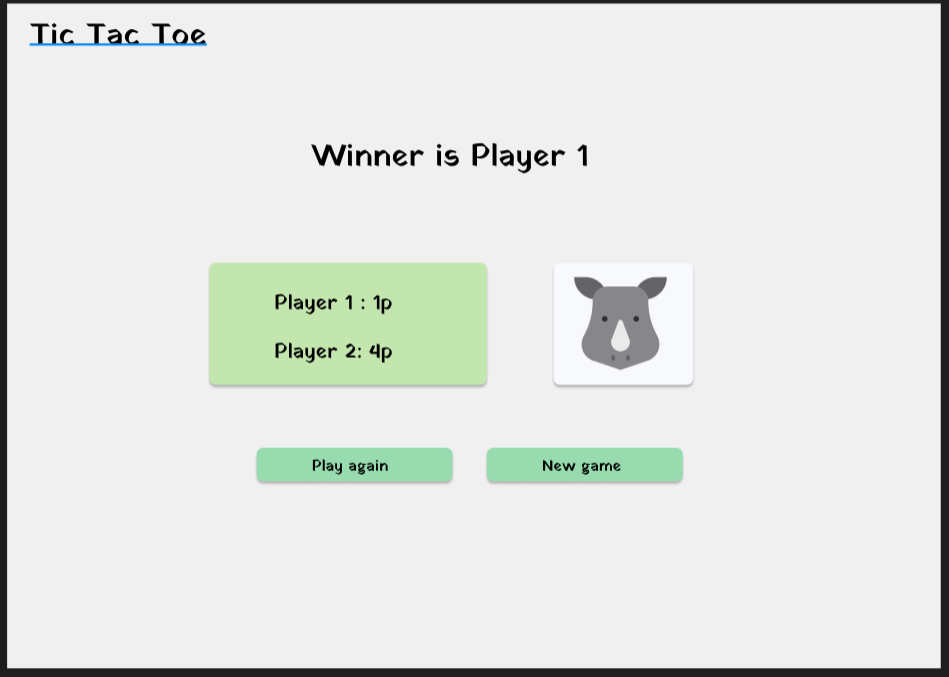 Tic Tac Toe
Winner is Player 1
Player 1 : 1p
Player 2: 4p
Play again
New game